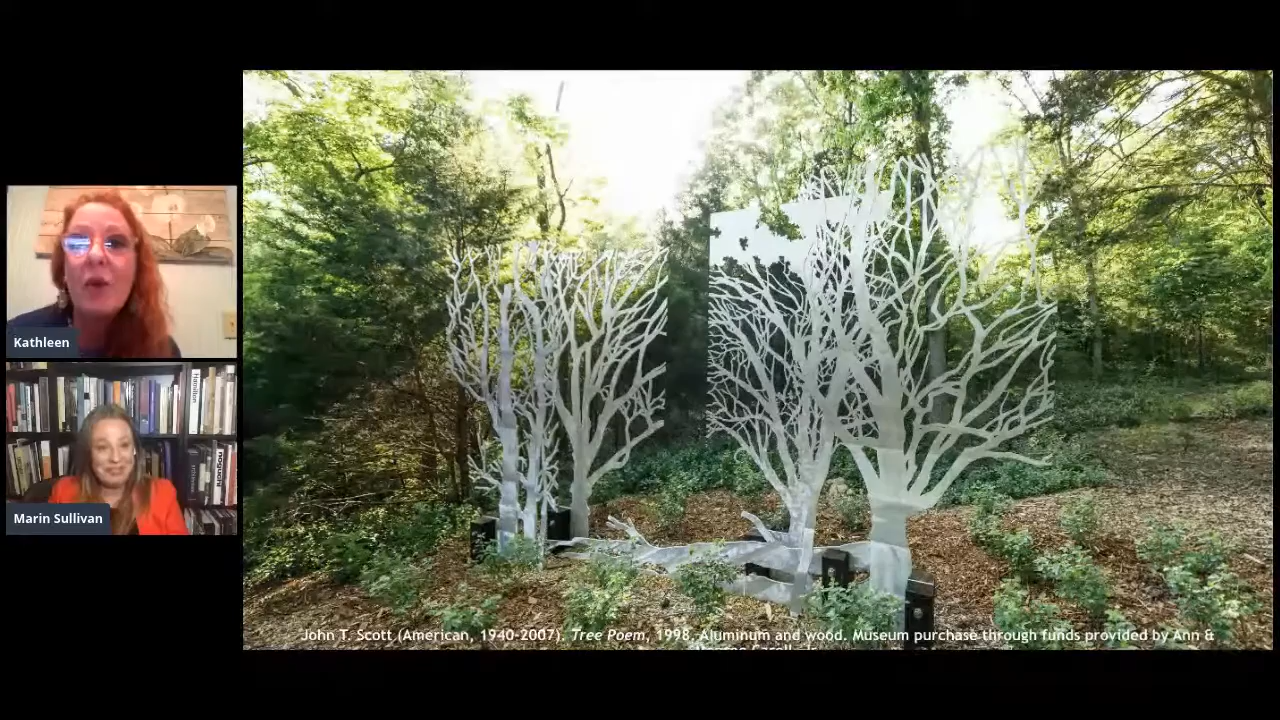 Kathleen
Hamilton
Marin Sullivan
John T. Scott (American, 1940-2007). Tree Poem, 1998. Aluminum and wood. Museum purchase through funds provided by Ann &